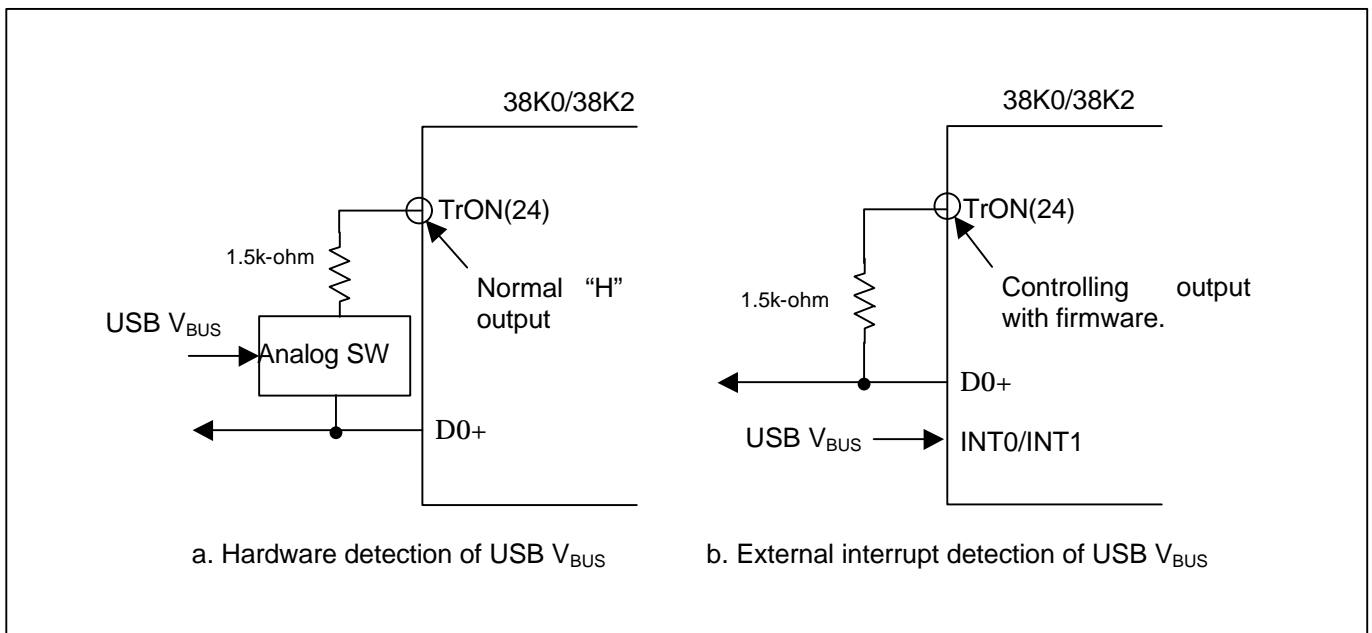 38K0/38K2
TrON(24)
1.5k-ohm
Normal “H”
output
USB VBUS
Analog SW
D0+
a. Hardware detection of USB VBUS
38K0/38K2
TrON(24)
1.5k-ohm
Controlling output
with firmware.
D0+
USB VBUS
INT0/INT1
b. External interrupt detection of USB VBUS